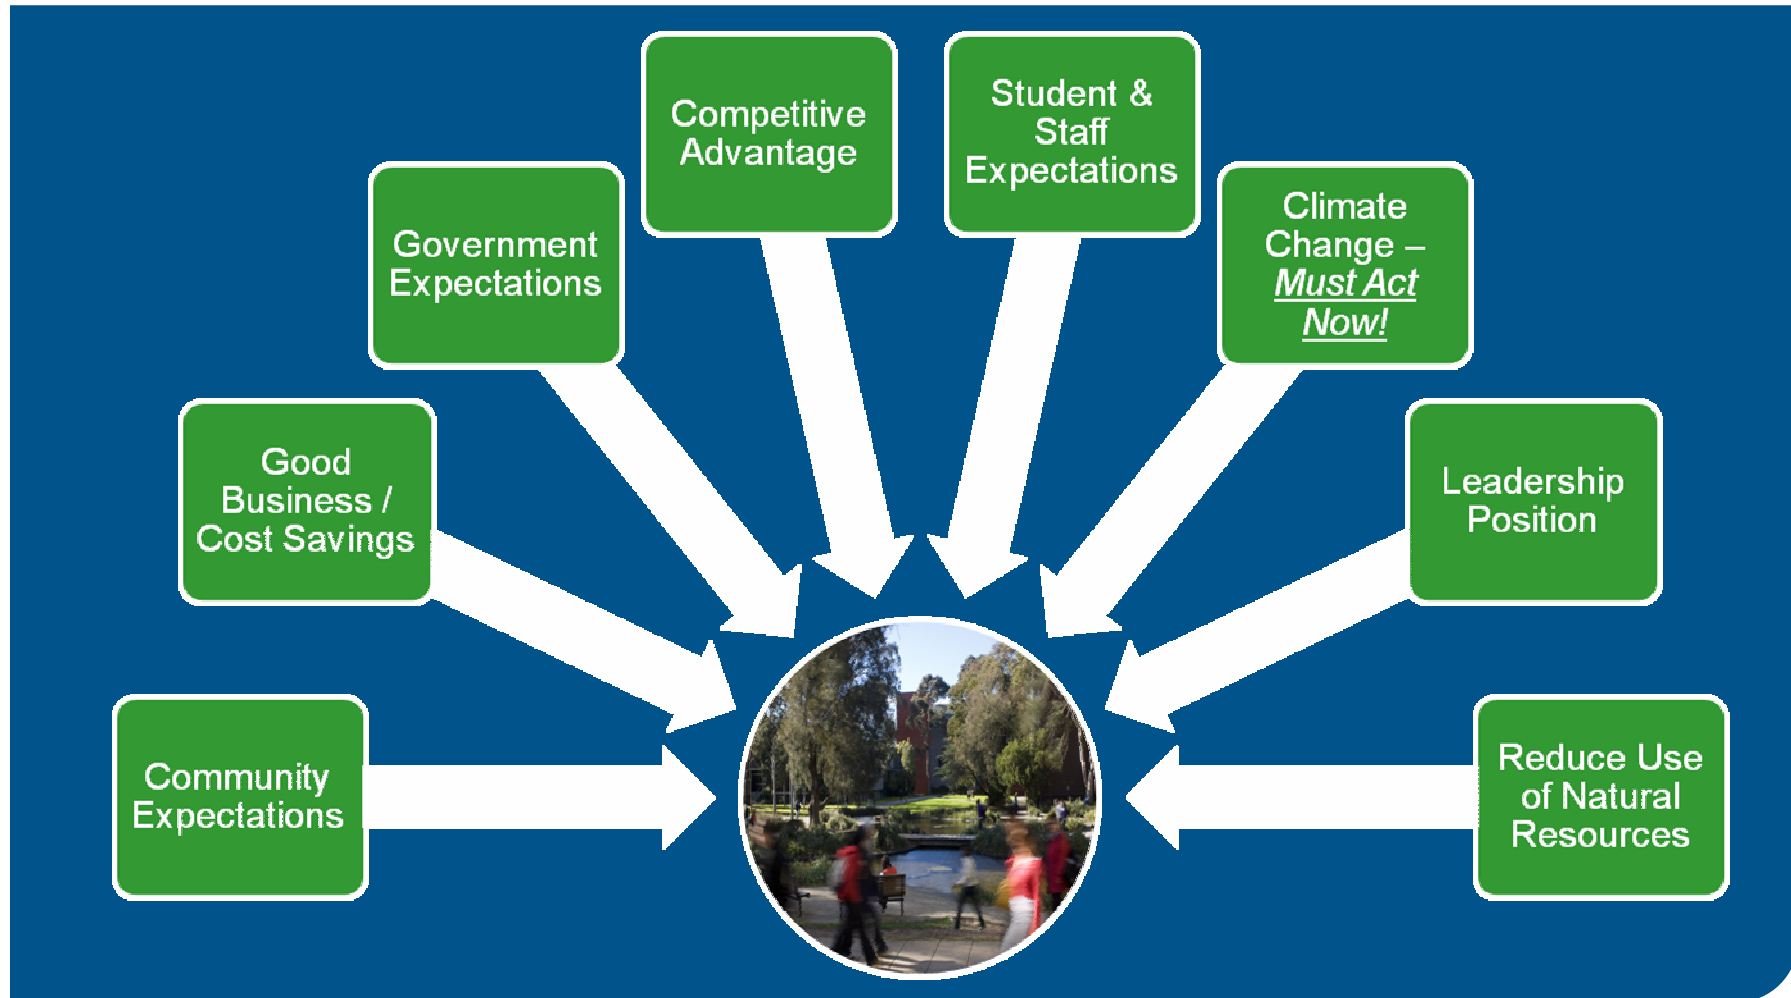 Competitive
Advantage
Student &
Staff
Expectations
Government
Expectations
Climate
Change –
Must Act
Now!
Good
Business /
Cost Savings
Leadership
Position
Community
Expectations
Reduce Use
of Natural
Resources